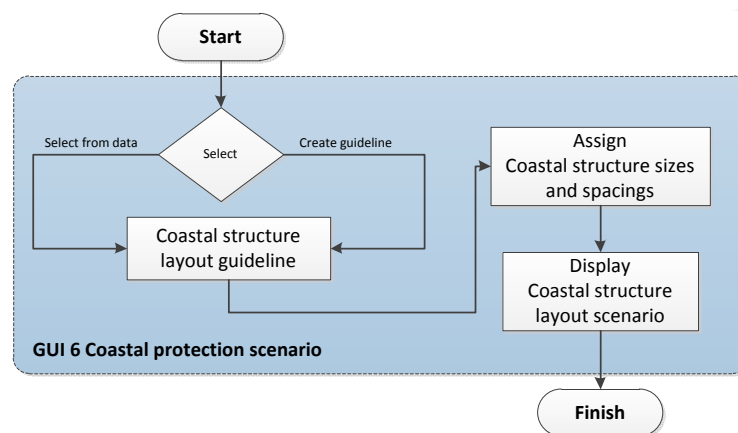 Start
Select from data
Select
Create guideline
Coastal structure
layout guideline
Assign
Coastal structure sizes
and spacings
Display
Coastal structure
layout scenario
GUI 6 Coastal protection scenario
Finish